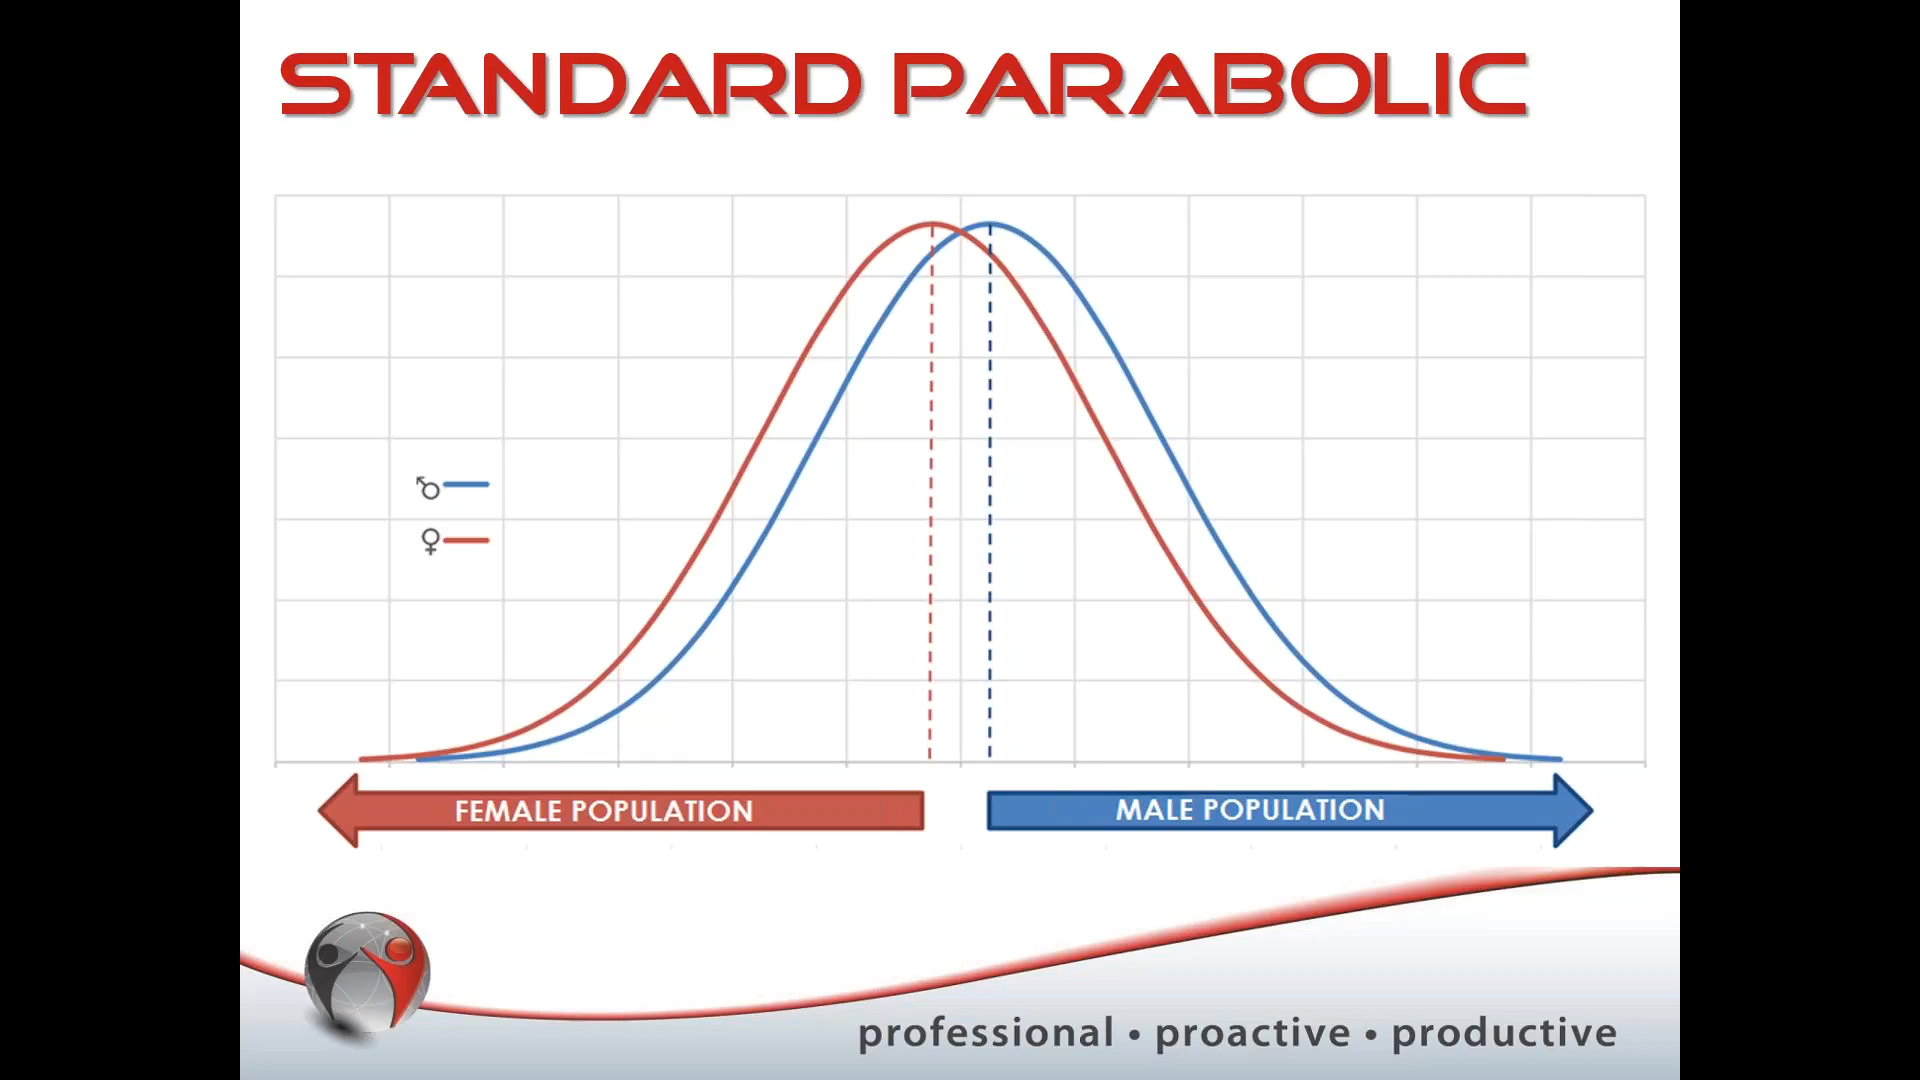 STANDARD PARABOLIC
♂
♀
FEMALE POPULATION
MALE POPULATION
professional • proactive • productive